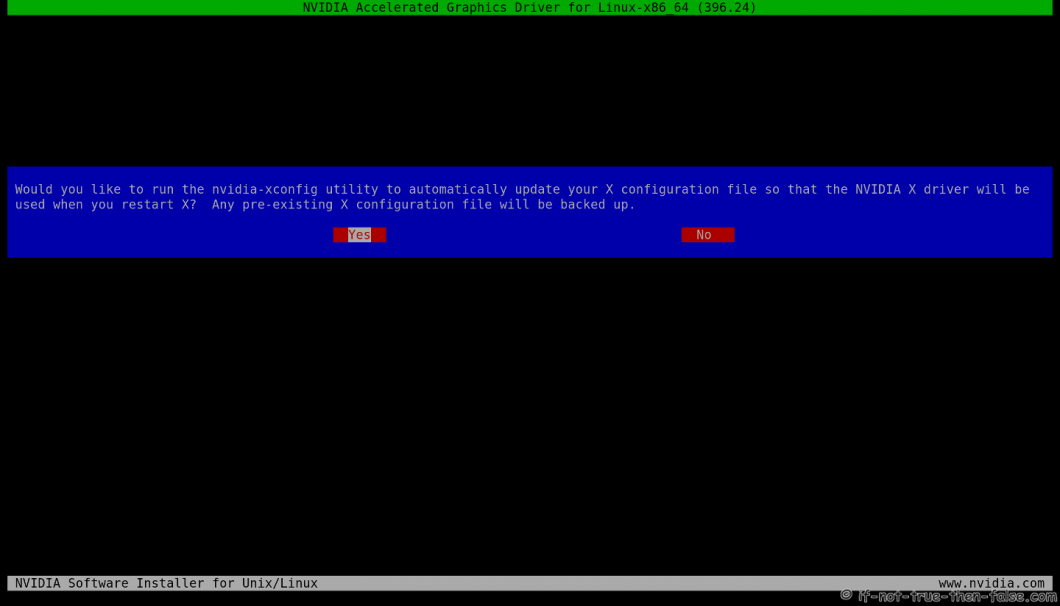 NVIDIA Accelerated Graphics Driver for Linux-x86_64 (396.24)
Would you like to run the nvidia-xconfig utility to automatically update your X configuration file so that the NVIDIA X driver will be
used when you restart X?  Any pre-existing X configuration file will be backed up.
Yes No
NVIDIA Software Installer for Unix/Linux www.nvidia.com
© if-not-true-then-false.com